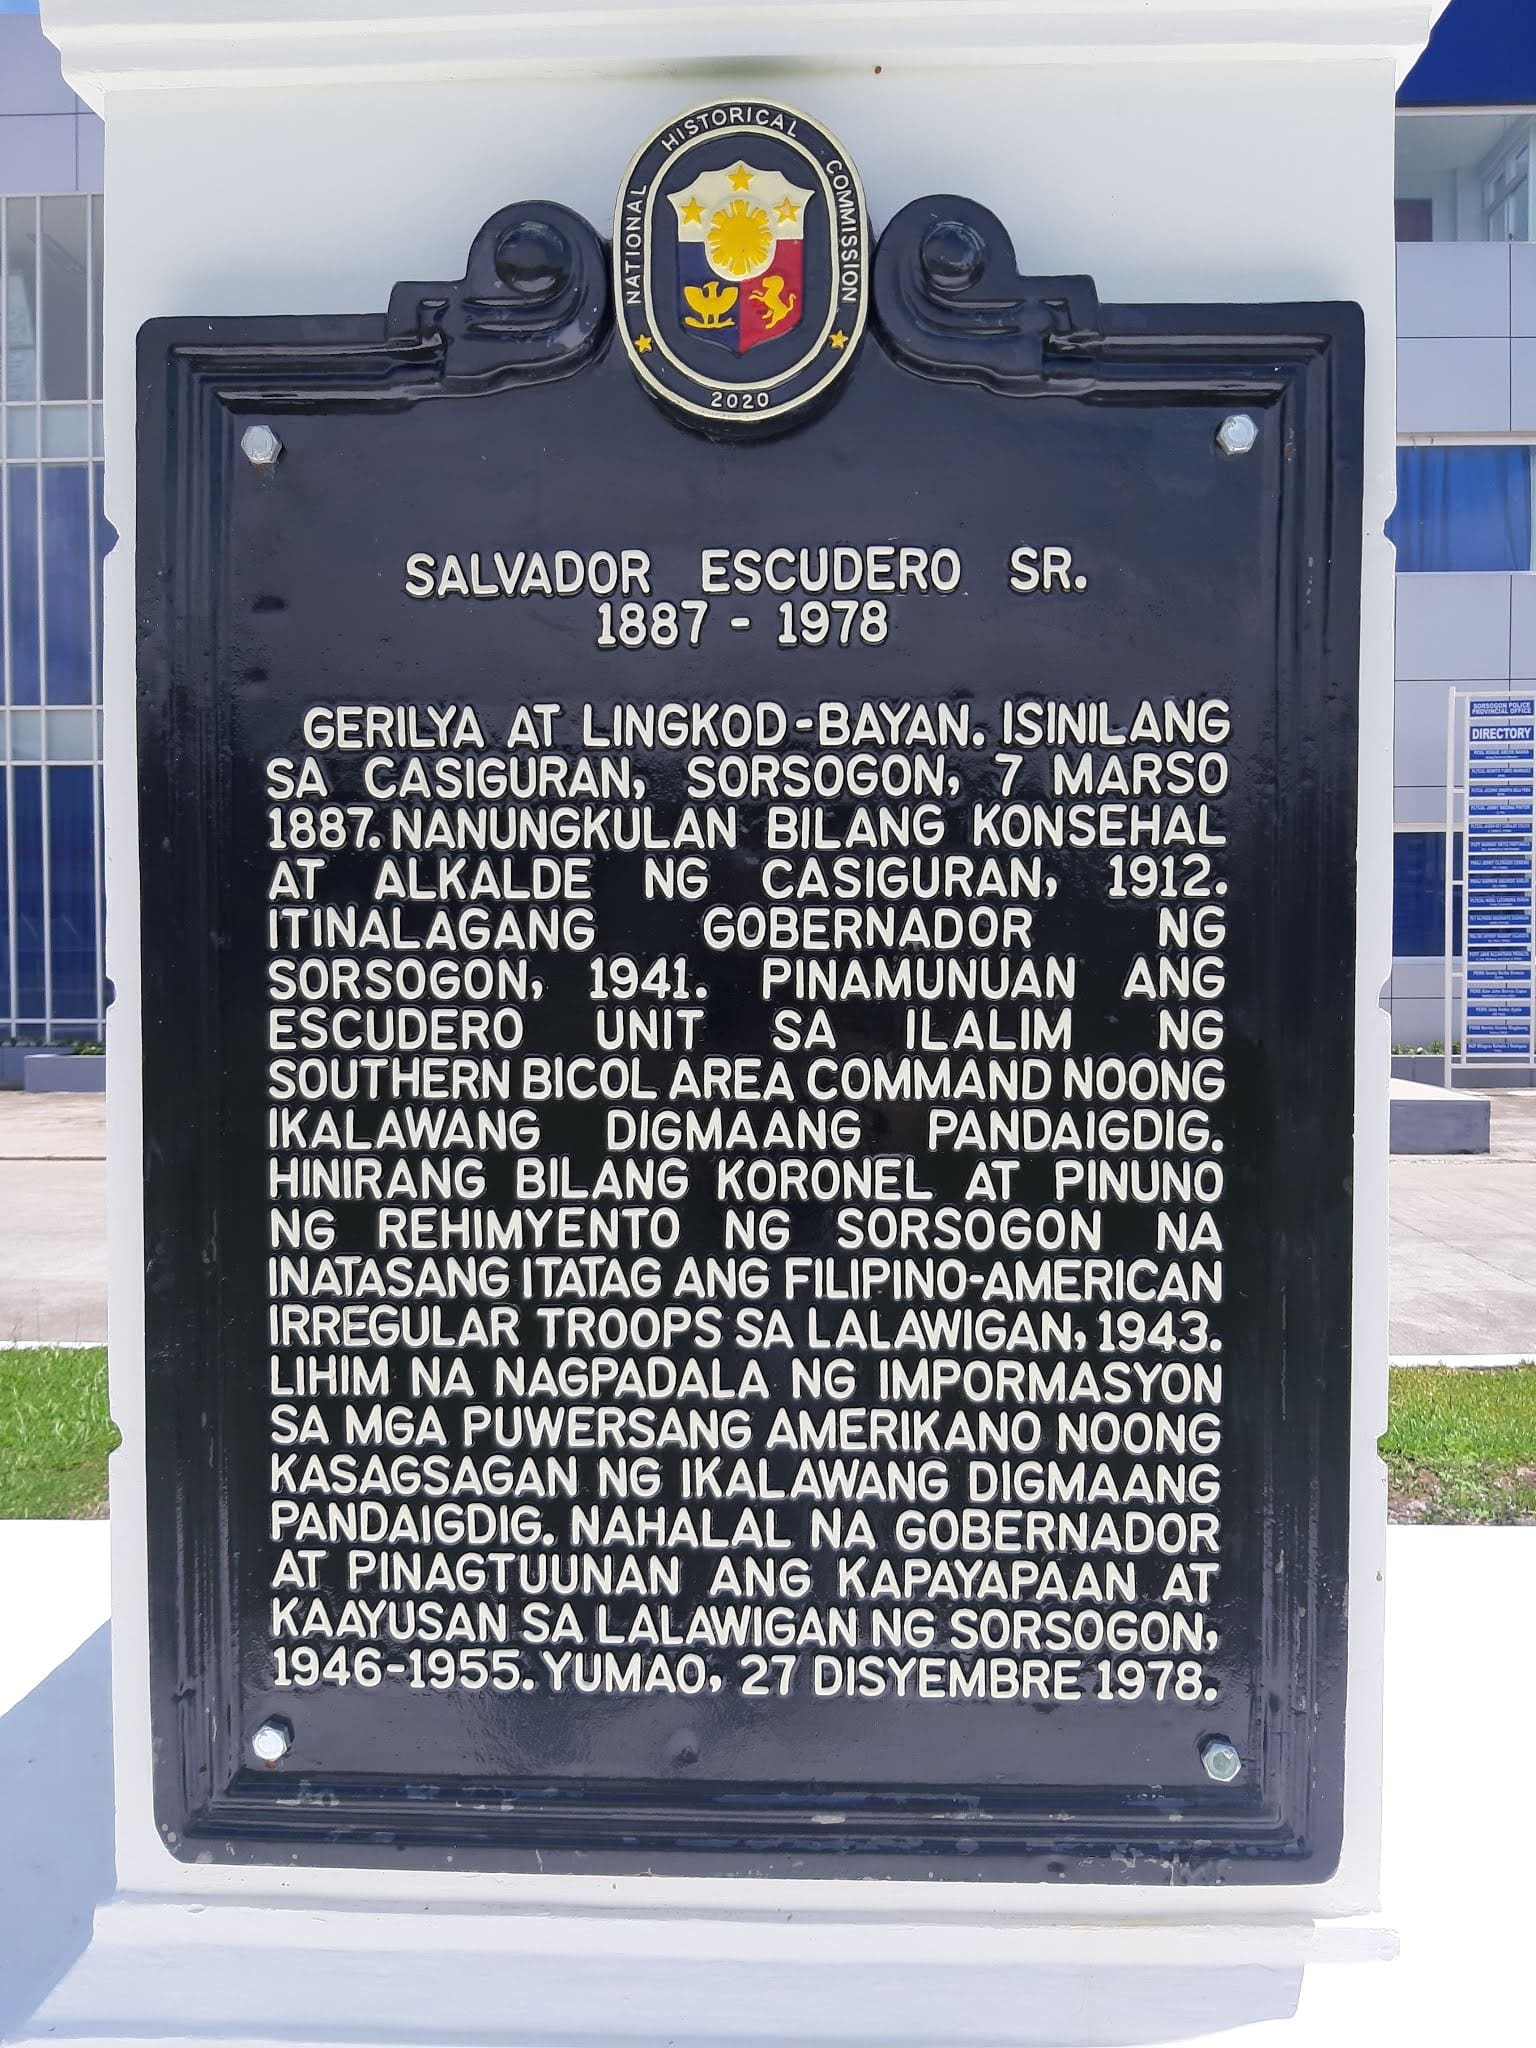 NATIONAL HISTORICAL COMMISSION
2020
SALVADOR ESCUDERO SR.
1887 - 1978
GERILYA AT LINGKOD-BAYAN. ISINILANG
SA CASIGURAN, SORSOGON, 7 MARSO
1887. NANUNGKULAN BILANG KONSEHAL
AT ALKALDE NG CASIGURAN, 1912.
ITINALAGANG GOBERNADOR NG
SORSOGON, 1941. PINAMUNUAN ANG
ESCUDERO UNIT SA ILALIM NG
SOUTHERN BICOL AREA COMMAND NOONG
IKALAWANG DIGMAANG PANDAIGDIG.
HINIRANG BILANG KORONEL AT PINUNO
NG REHIMYENTO NG SORSOGON NA
INATASANG ITATAG ANG FILIPINO-AMERICAN
IRREGULAR TROOPS SA LALAWIGAN, 1943.
LIHIM NA NAGPADALA NG IMPORMASYON
SA MGA PUWERSANG AMERIKANO NOONG
KASAGSAGAN NG IKALAWANG DIGMAANG
PANDAIGDIG. NAHALAL NA GOBERNADOR
AT PINAGTUUNAN ANG KAPAYAPAAN AT
KAAYUSAN SA LALAWIGAN NG SORSOGON,
1946-1955. YUMAO, 27 DISYEMBRE 1978.
SORSOGON POLICE
PROVINCIAL OFFICE
DIRECTORY